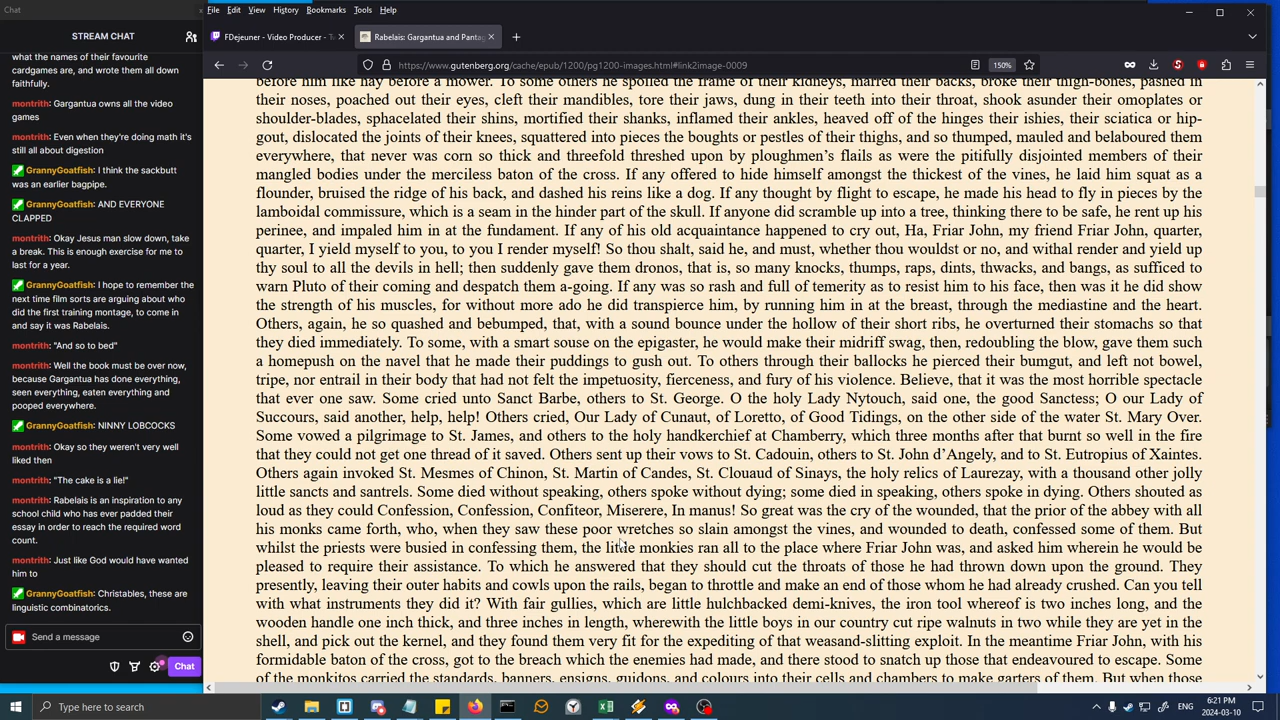 Chat
STREAM CHAT
what the names of their favourite
cardgames are, and wrote them all down
faithfully.
montrith: Gargantua owns all the video
games
montrith: Even when they're doing math it's
still all about digestion
GrannyGoatfish: I think the sackbutt
was an earlier bagpipe.
GrannyGoatfish: AND EVERYONE
CLAPPED
montrith: Okay Jesus man slow down, take
a break. This is enough exercise for me to
last for a year.
GrannyGoatfish: I hope to remember the
next time film sorts are arguing about who
did the first training montage, to come in
and say it was Rabelais.
montrith: "And so to bed"
montrith: Well the book must be over now,
because Gargantua has done everything,
seen everything, eaten everything and
pooped everywhere.
GrannyGoatfish: NINNY LOBCOCKS
montrith: Okay so they weren't very well
liked then
montrith: "The cake is a lie!"
montrith: Rabelais is an inspiration to any
school child who has ever padded their
essay in order to reach the required word
count.
montrith: Just like God would have wanted
him to
GrannyGoatfish: Christables, these are
linguistic combinatorics.
Send a message
Chat
File Edit View History Bookmarks Tools Help
FDejeuner - Video Producer - Tw
Rabelais: Gargantua and Pantag
https://www.gutenberg.org/cache/epub/1200/pg1200-images.html#link2image-0009
150%
before him like hay before a mower. To some others he spoiled the frame of their kidneys, marred their backs, broke their thigh-bones, pashed in
their noses, poached out their eyes, cleft their mandibles, tore their jaws, dung in their teeth into their throat, shook asunder their omoplates or
shoulder-blades, sphacelated their shins, mortified their shanks, inflamed their ankles, heaved off of the hinges their ishies, their sciatica or hip-
gout, dislocated the joints of their knees, squattered into pieces the boughts or pestles of their thighs, and so thumped, mauled and belaboured them
everywhere, that never was corn so thick and threefold threshed upon by ploughmen's flails as were the pitifully disjointed members of their
mangled bodies under the merciless baton of the cross. If any offered to hide himself amongst the thickest of the vines, he laid him squat as a
flounder, bruised the ridge of his back, and dashed his reins like a dog. If any thought by flight to escape, he made his head to fly in pieces by the
lamboidal commissure, which is a seam in the hinder part of the skull. If anyone did scramble up into a tree, thinking there to be safe, he rent up his
perinee, and impaled him in at the fundament. If any of his old acquaintance happened to cry out, Ha, Friar John, my friend Friar John, quarter,
quarter, I yield myself to you, to you I render myself! So thou shalt, said he, and must, whether thou wouldst or no, and withal render and yield up
thy soul to all the devils in hell; then suddenly gave them dronos, that is, so many knocks, thumps, raps, dints, thwacks, and bangs, as sufficed to
warn Pluto of their coming and despatch them a-going. If any was so rash and full of temerity as to resist him to his face, then was it he did show
the strength of his muscles, for without more ado he did transpierce him, by running him in at the breast, through the mediastine and the heart.
Others, again, he so quashed and bebumped, that, with a sound bounce under the hollow of their short ribs, he overturned their stomachs so that
they died immediately. To some, with a smart souse on the epigaster, he would make their midriff swag, then, redoubling the blow, gave them such
a homepush on the navel that he made their puddings to gush out. To others through their ballocks he pierced their bumgut, and left not bowel,
tripe, nor entrail in their body that had not felt the impetuosity, fierceness, and fury of his violence. Believe, that it was the most horrible spectacle
that ever one saw. Some cried unto Sanct Barbe, others to St. George. O the holy Lady Nytouch, said one, the good Sanctess; O our Lady of
Succours, said another, help, help! Others cried, Our Lady of Cunaut, of Loretto, of Good Tidings, on the other side of the water St. Mary Over.
Some vowed a pilgrimage to St. James, and others to the holy handkerchief at Chamberry, which three months after that burnt so well in the fire
that they could not get one thread of it saved. Others sent up their vows to St. Cadouin, others to St. John d'Angely, and to St. Eutropius of Xaintes.
Others again invoked St. Mesmes of Chinon, St. Martin of Candes, St. Clouaud of Sinays, the holy relics of Laurezay, with a thousand other jolly
little sancts and santrels. Some died without speaking, others spoke without dying; some died in speaking, others spoke in dying. Others shouted as
loud as they could Confession, Confession, Confiteor, Miserere, In manus! So great was the cry of the wounded, that the prior of the abbey with all
his monks came forth, who, when they saw these poor wretches so slain amongst the vines, and wounded to death, confessed some of them. But
whilst the priests were busied in confessing them, the little monkies ran all to the place where Friar John was, and asked him wherein he would be
pleased to require their assistance. To which he answered that they should cut the throats of those he had thrown down upon the ground. They
presently, leaving their outer habits and cowls upon the rails, began to throttle and make an end of those whom he had already crushed. Can you tell
with what instruments they did it? With fair gullies, which are little hulchbacked demi-knives, the iron tool whereof is two inches long, and the
wooden handle one inch thick, and three inches in length, wherewith the little boys in our country cut ripe walnuts in two while they are yet in the
shell, and pick out the kernel, and they found them very fit for the expediting of that weasand-slitting exploit. In the meantime Friar John, with his
formidable baton of the cross, got to the breach which the enemies had made, and there stood to snatch up those that endeavoured to escape. Some
of the monkitos carried the standards, banners, ensigns, guidons, and colours into their cells and chambers to make garters of them. But when those
Type here to search
ENG
6:21 PM
2024-03-10